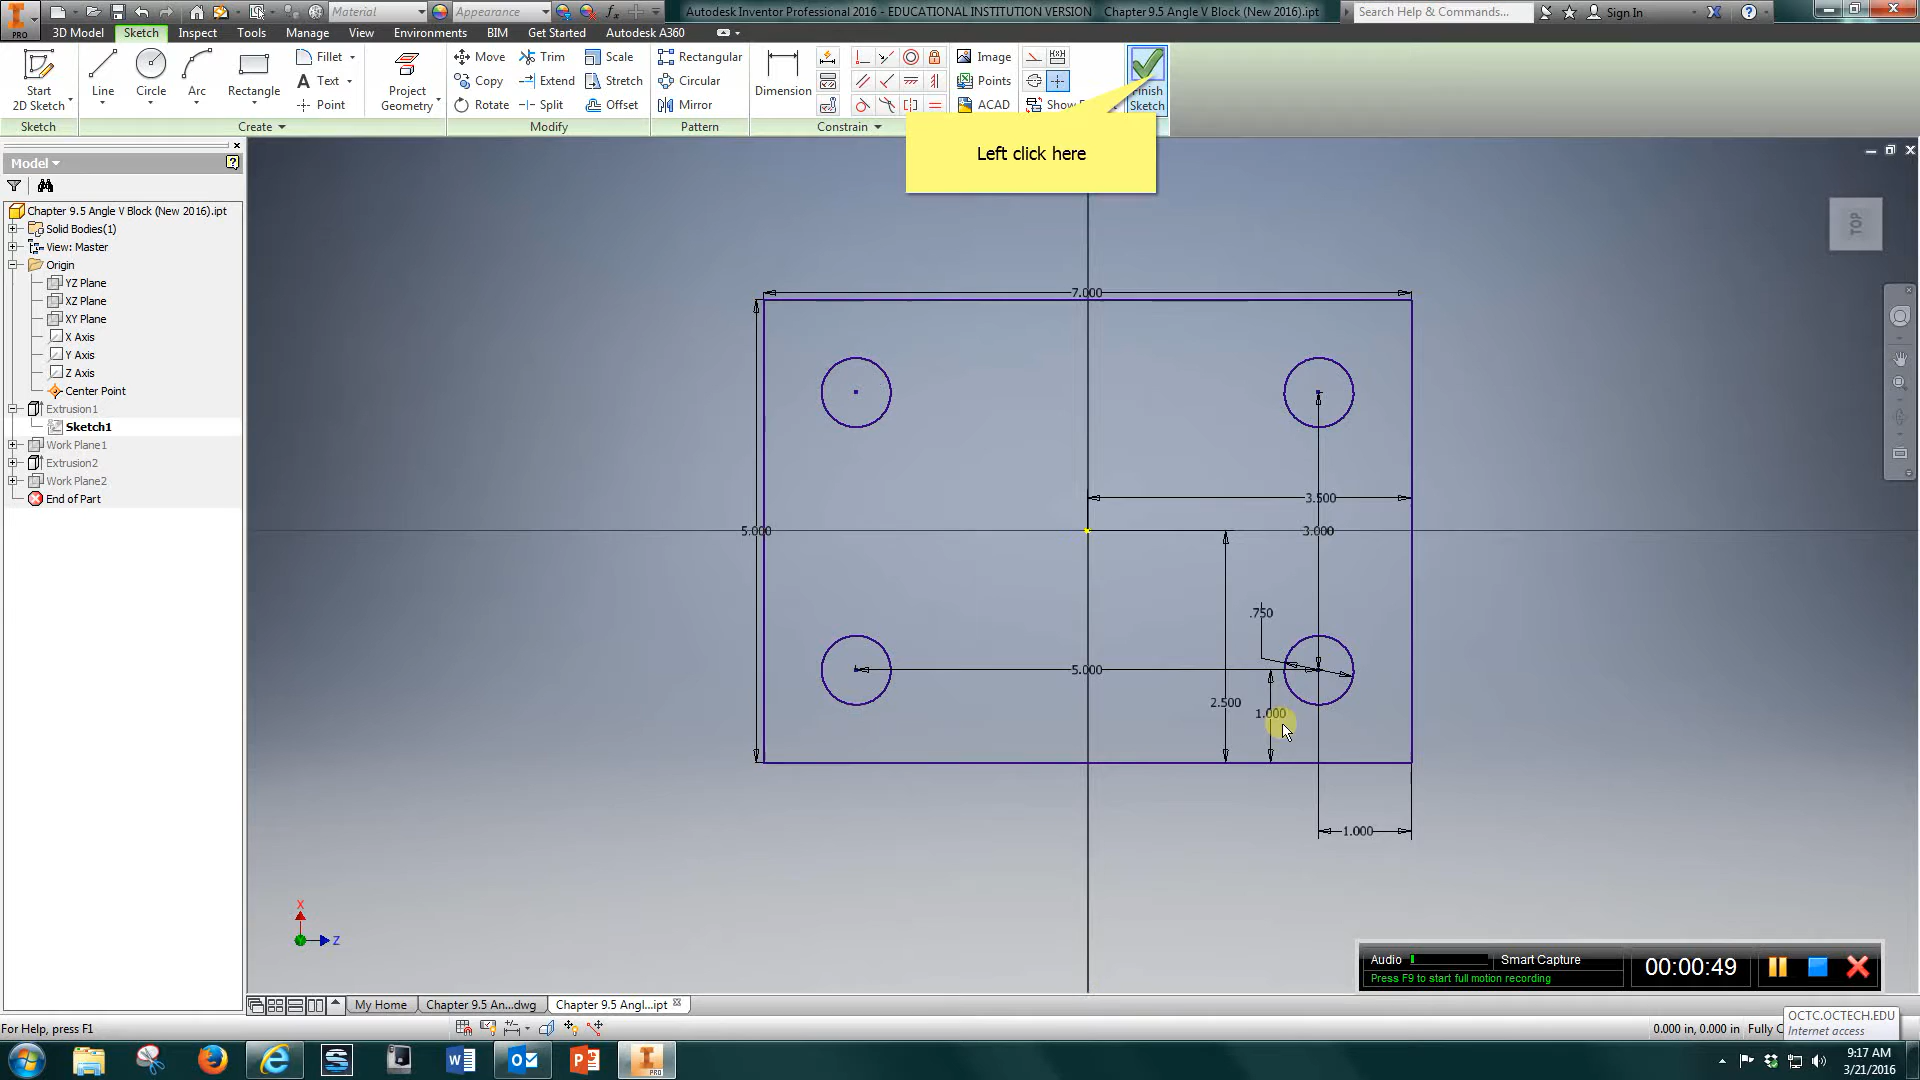 Material
Appearance
Autodesk Inventor Professional 2016 - EDUCATIONAL INSTITUTION VERSION Chapter 9.5 Angle V Block (New 2016).ipt
Search Help & Commands...
Sign In
PRO
3D Model Sketch Inspect Tools Manage View Environments BIM Get Started Autodesk A360
Start
2D Sketch
Line
Circle
Arc
Rectangle
Fillet
Text
Point
Project
Geometry
Move
Copy
Rotate
Trim
Extend
Split
Scale
Stretch
Offset
Rectangular
Circular
Mirror
Dimension
Image
Points
ACAD
Show
Finish
Sketch
Sketch
Create
Modify
Pattern
Constrain
Left click here
Model
Chapter 9.5 Angle V Block (New 2016).ipt
Solid Bodies(1)
View: Master
Origin
YZ Plane
XZ Plane
XY Plane
X Axis
Y Axis
Z Axis
Center Point
Extrusion1
Sketch1
Work Plane1
Extrusion2
Work Plane2
End of Part
TOP
7.000
3.500
5.000
3.000
.750
5.000
2.500
1.000
1.000
X
Z
Audio
Smart Capture
Press F9 to start full motion recording
00:00:49
My Home
Chapter 9.5 An...dwg
Chapter 9.5 Angl...ipt
For Help, press F1
0.000 in, 0.000 in
Fully C
OCTC.OCTECH.EDU
Internet access
PRO
9:17 AM
3/21/2016